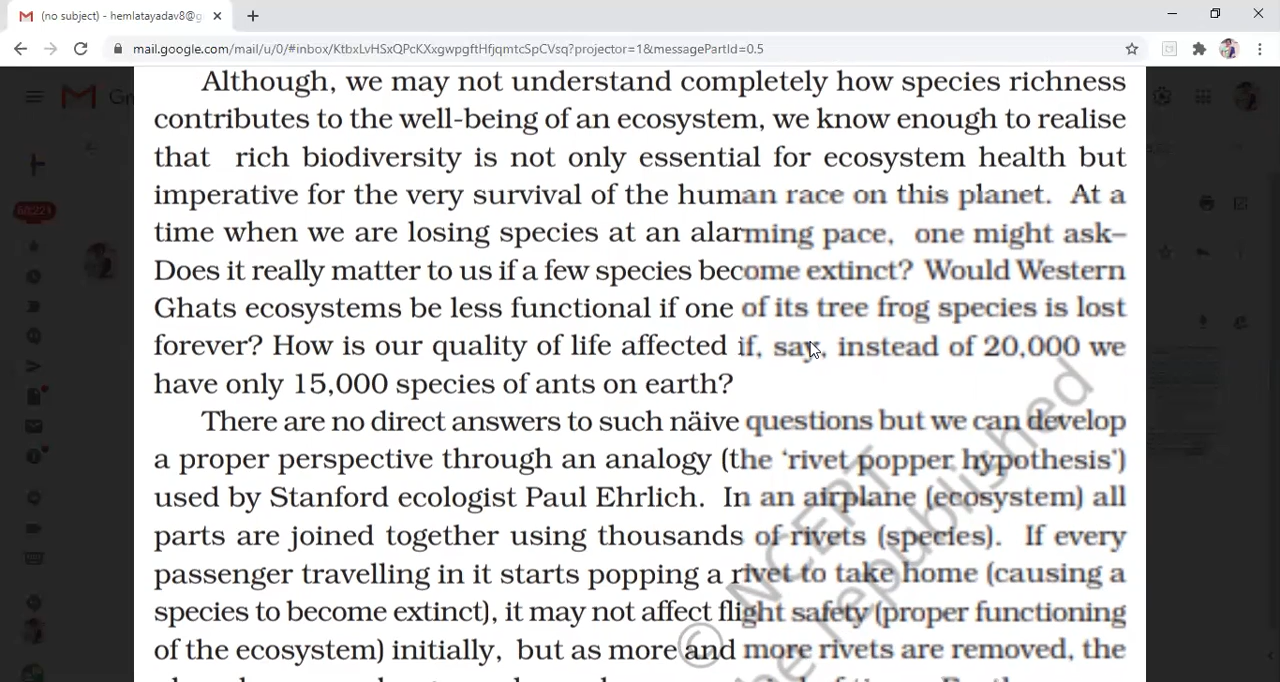 (no subject) - hemlatayadav8@g
mail.google.com/mail/u/0/#inbox/KtbxLvHSxQPcKXxgwpgftHfjqmtcSpCVsq?projector=1&messagePartId=0.5
Although, we may not understand completely how species richness
contributes to the well-being of an ecosystem, we know enough to realise
that rich biodiversity is not only essential for ecosystem health but
imperative for the very survival of the human race on this planet. At a
time when we are losing species at an alarming pace, one might ask–
Does it really matter to us if a few species become extinct? Would Western
Ghats ecosystems be less functional if one of its tree frog species is lost
forever? How is our quality of life affected if, say, instead of 20,000 we
have only 15,000 species of ants on earth?
There are no direct answers to such näive questions but we can develop
a proper perspective through an analogy (the ‘rivet popper hypothesis’)
used by Stanford ecologist Paul Ehrlich. In an airplane (ecosystem) all
parts are joined together using thousands of rivets (species). If every
passenger travelling in it starts popping a rivet to take home (causing a
species to become extinct), it may not affect flight safety (proper functioning
of the ecosystem) initially, but as more and more rivets are removed, the
© NCERT
be republished